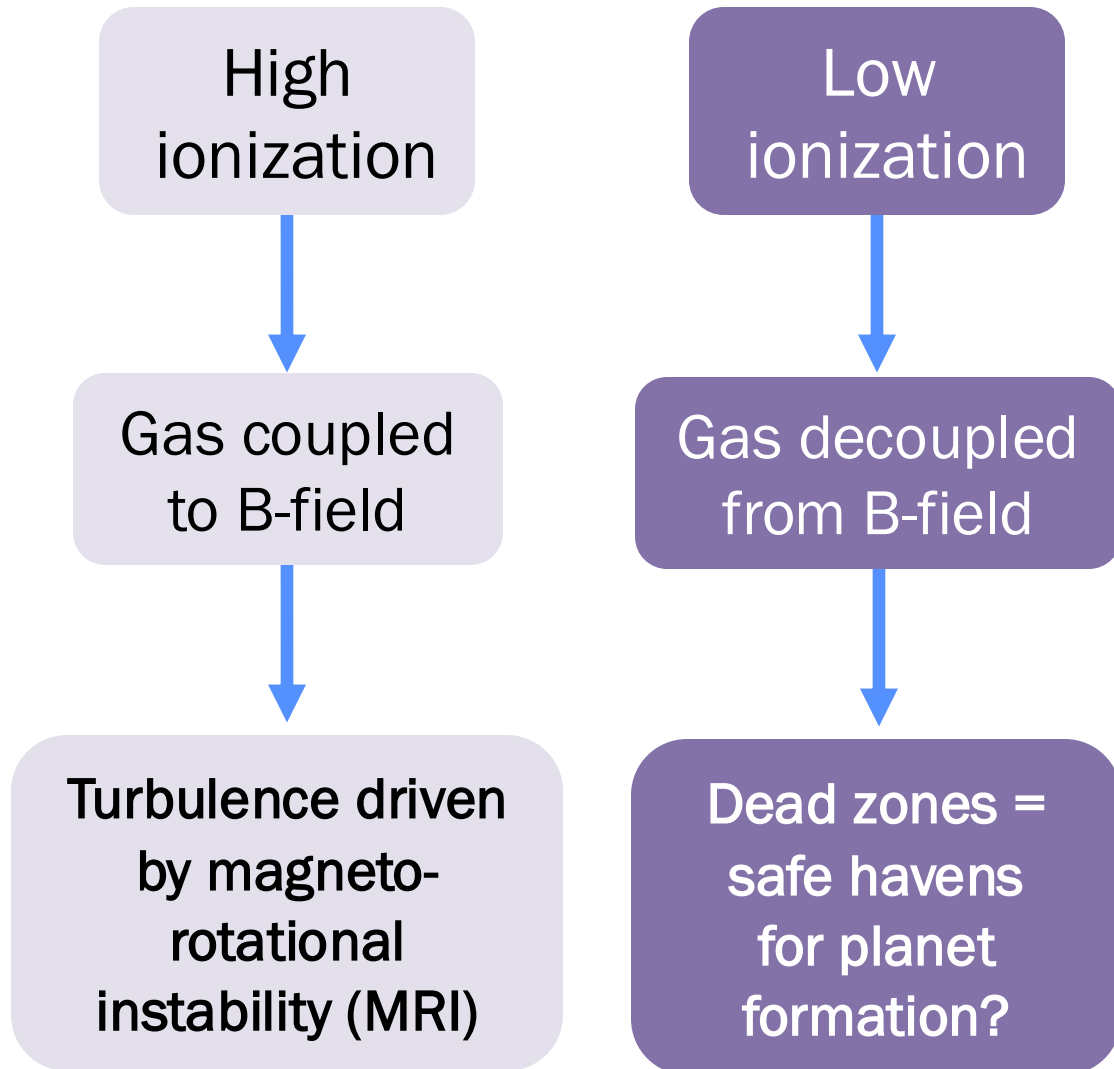 High
ionization
Gas coupled
to B-field
Turbulence driven
by magneto-
rotational
instability (MRI)
Low
ionization
Gas decoupled
from B-field
Dead zones =
safe havens
for planet
formation?